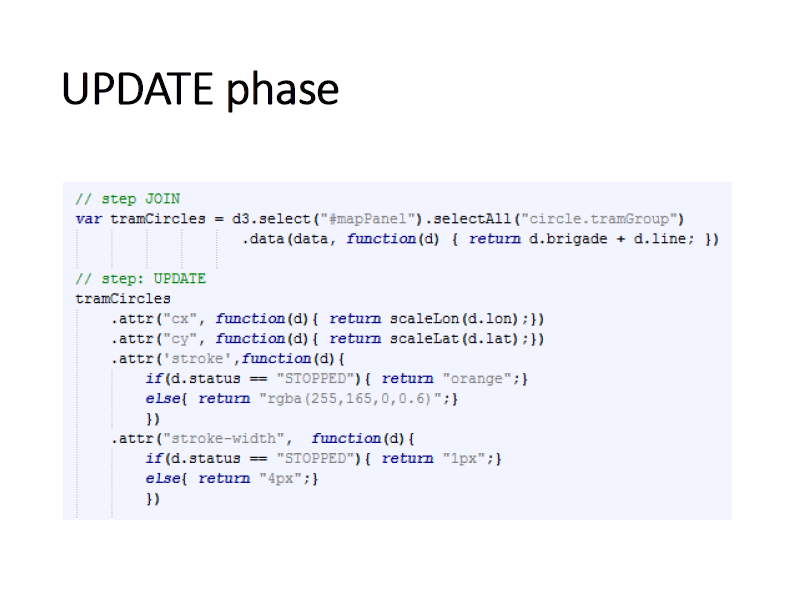 UPDATE phase
// step JOIN
var tramCircles = d3.select("#mapPanel").selectAll("circle.tramGroup")
.data(data, function(d) { return d.brigade + d.line; })
// step: UPDATE
tramCircles
.attr("cx", function(d){ return scaleLon(d.lon);})
.attr("cy", function(d){ return scaleLat(d.lat);})
.attr('stroke',function(d){
if(d.status == "STOPPED"){ return "orange";}
else{ return "rgba(255,165,0,0.6)";}
})
.attr("stroke-width",  function(d){
if(d.status == "STOPPED"){ return "1px";}
else{ return "4px";}
})